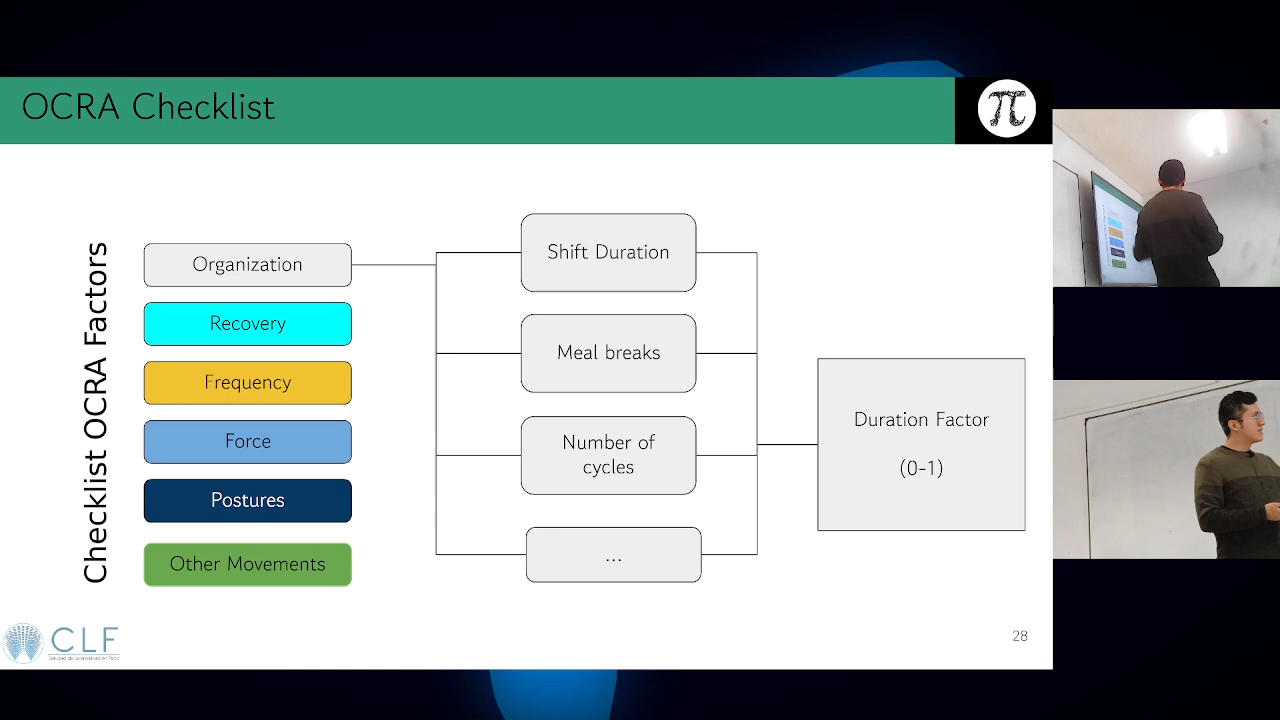 OCRA Checklist
π
Checklist OCRA Factors
Organization
Recovery
Frequency
Force
Postures
Other Movements
Shift Duration
Meal breaks
Number of
cycles
...
Duration Factor
(0-1)
CLF
28